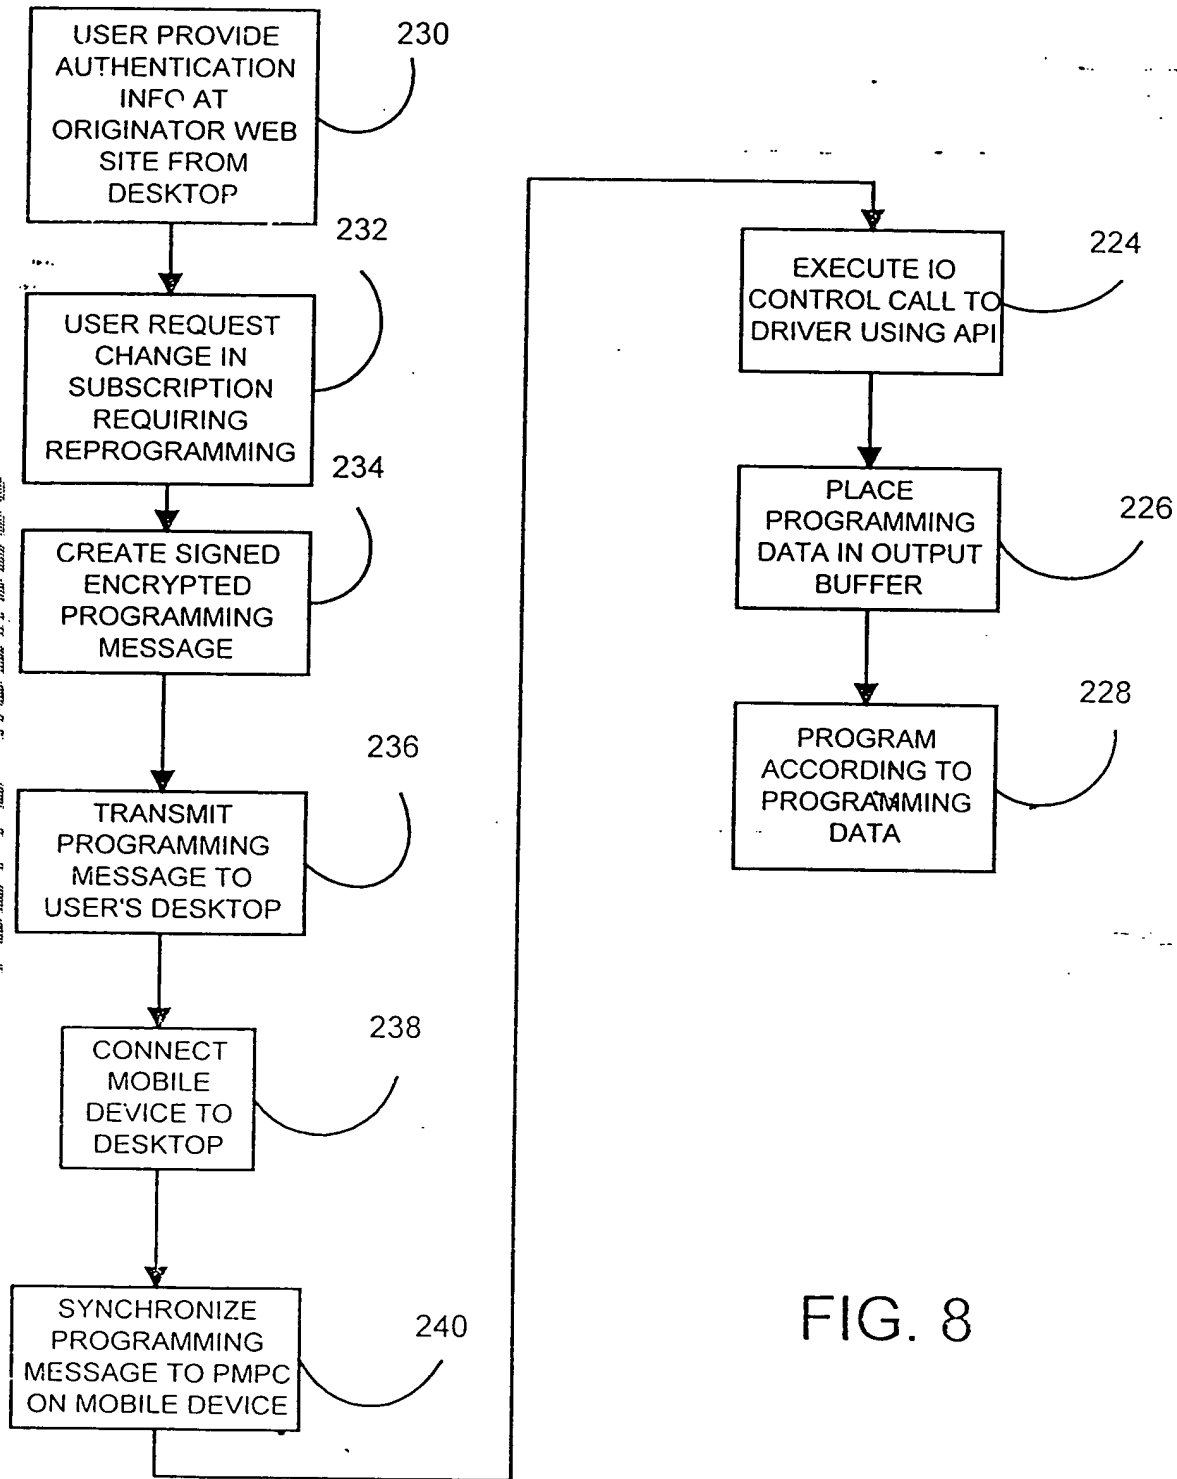 USER PROVIDE
AUTHENTICATION
INFO AT
ORIGINATOR WEB
SITE FROM
DESKTOP
230
USER REQUEST
CHANGE IN
SUBSCRIPTION
REQUIRING
REPROGRAMMING
232
CREATE SIGNED
ENCRYPTED
PROGRAMMING
MESSAGE
234
TRANSMIT
PROGRAMMING
MESSAGE TO
USER'S DESKTOP
236
CONNECT
MOBILE
DEVICE TO
DESKTOP
238
SYNCHRONIZE
PROGRAMMING
MESSAGE TO PMPC
ON MOBILE DEVICE
240
EXECUTE IO
CONTROL CALL TO
DRIVER USING API
224
PLACE
PROGRAMMING
DATA IN OUTPUT
BUFFER
226
PROGRAM
ACCORDING TO
PROGRAMMING
DATA
228
FIG. 8